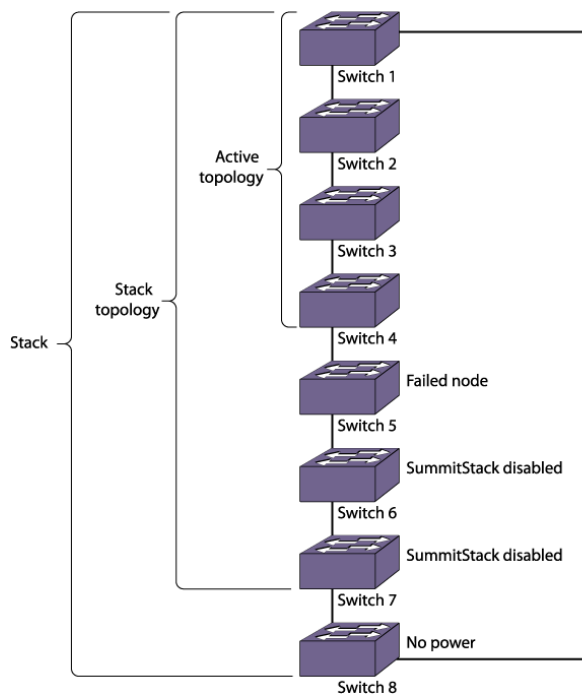 Switch 1
Switch 2
Active
topology
Switch 3
Stack
topology
Stack
Switch 4
Failed node
Switch 5
SummitStack disabled
Switch 6
SummitStack disabled
Switch 7
No power
Switch 8